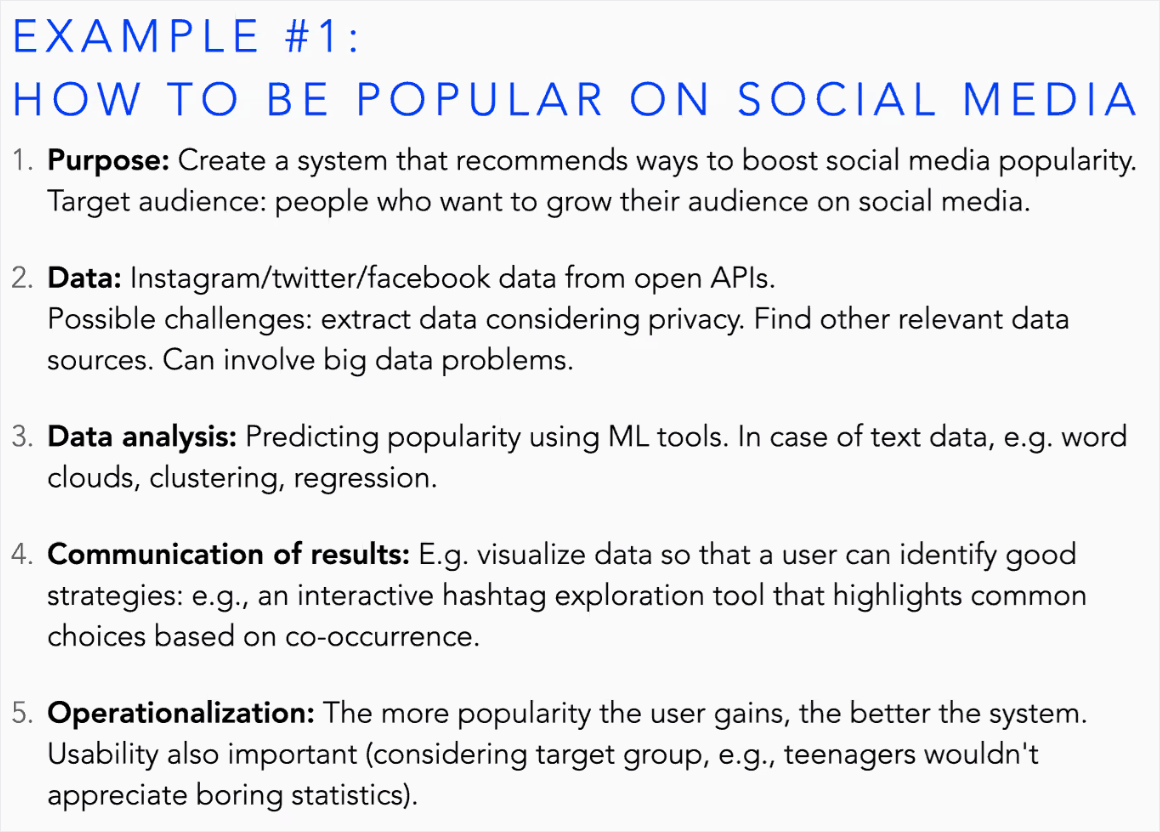 EXAMPLE #1:
HOW TO BE POPULAR ON SOCIAL MEDIA
1. Purpose: Create a system that recommends ways to boost social media popularity.
Target audience: people who want to grow their audience on social media.
2. Data: Instagram/twitter/facebook data from open APIs.
Possible challenges: extract data considering privacy. Find other relevant data
sources. Can involve big data problems.
3. Data analysis: Predicting popularity using ML tools. In case of text data, e.g. word
clouds, clustering, regression.
4. Communication of results: E.g. visualize data so that a user can identify good
strategies: e.g., an interactive hashtag exploration tool that highlights common
choices based on co-occurrence.
5. Operationalization: The more popularity the user gains, the better the system.
Usability also important (considering target group, e.g., teenagers wouldn't
appreciate boring statistics).